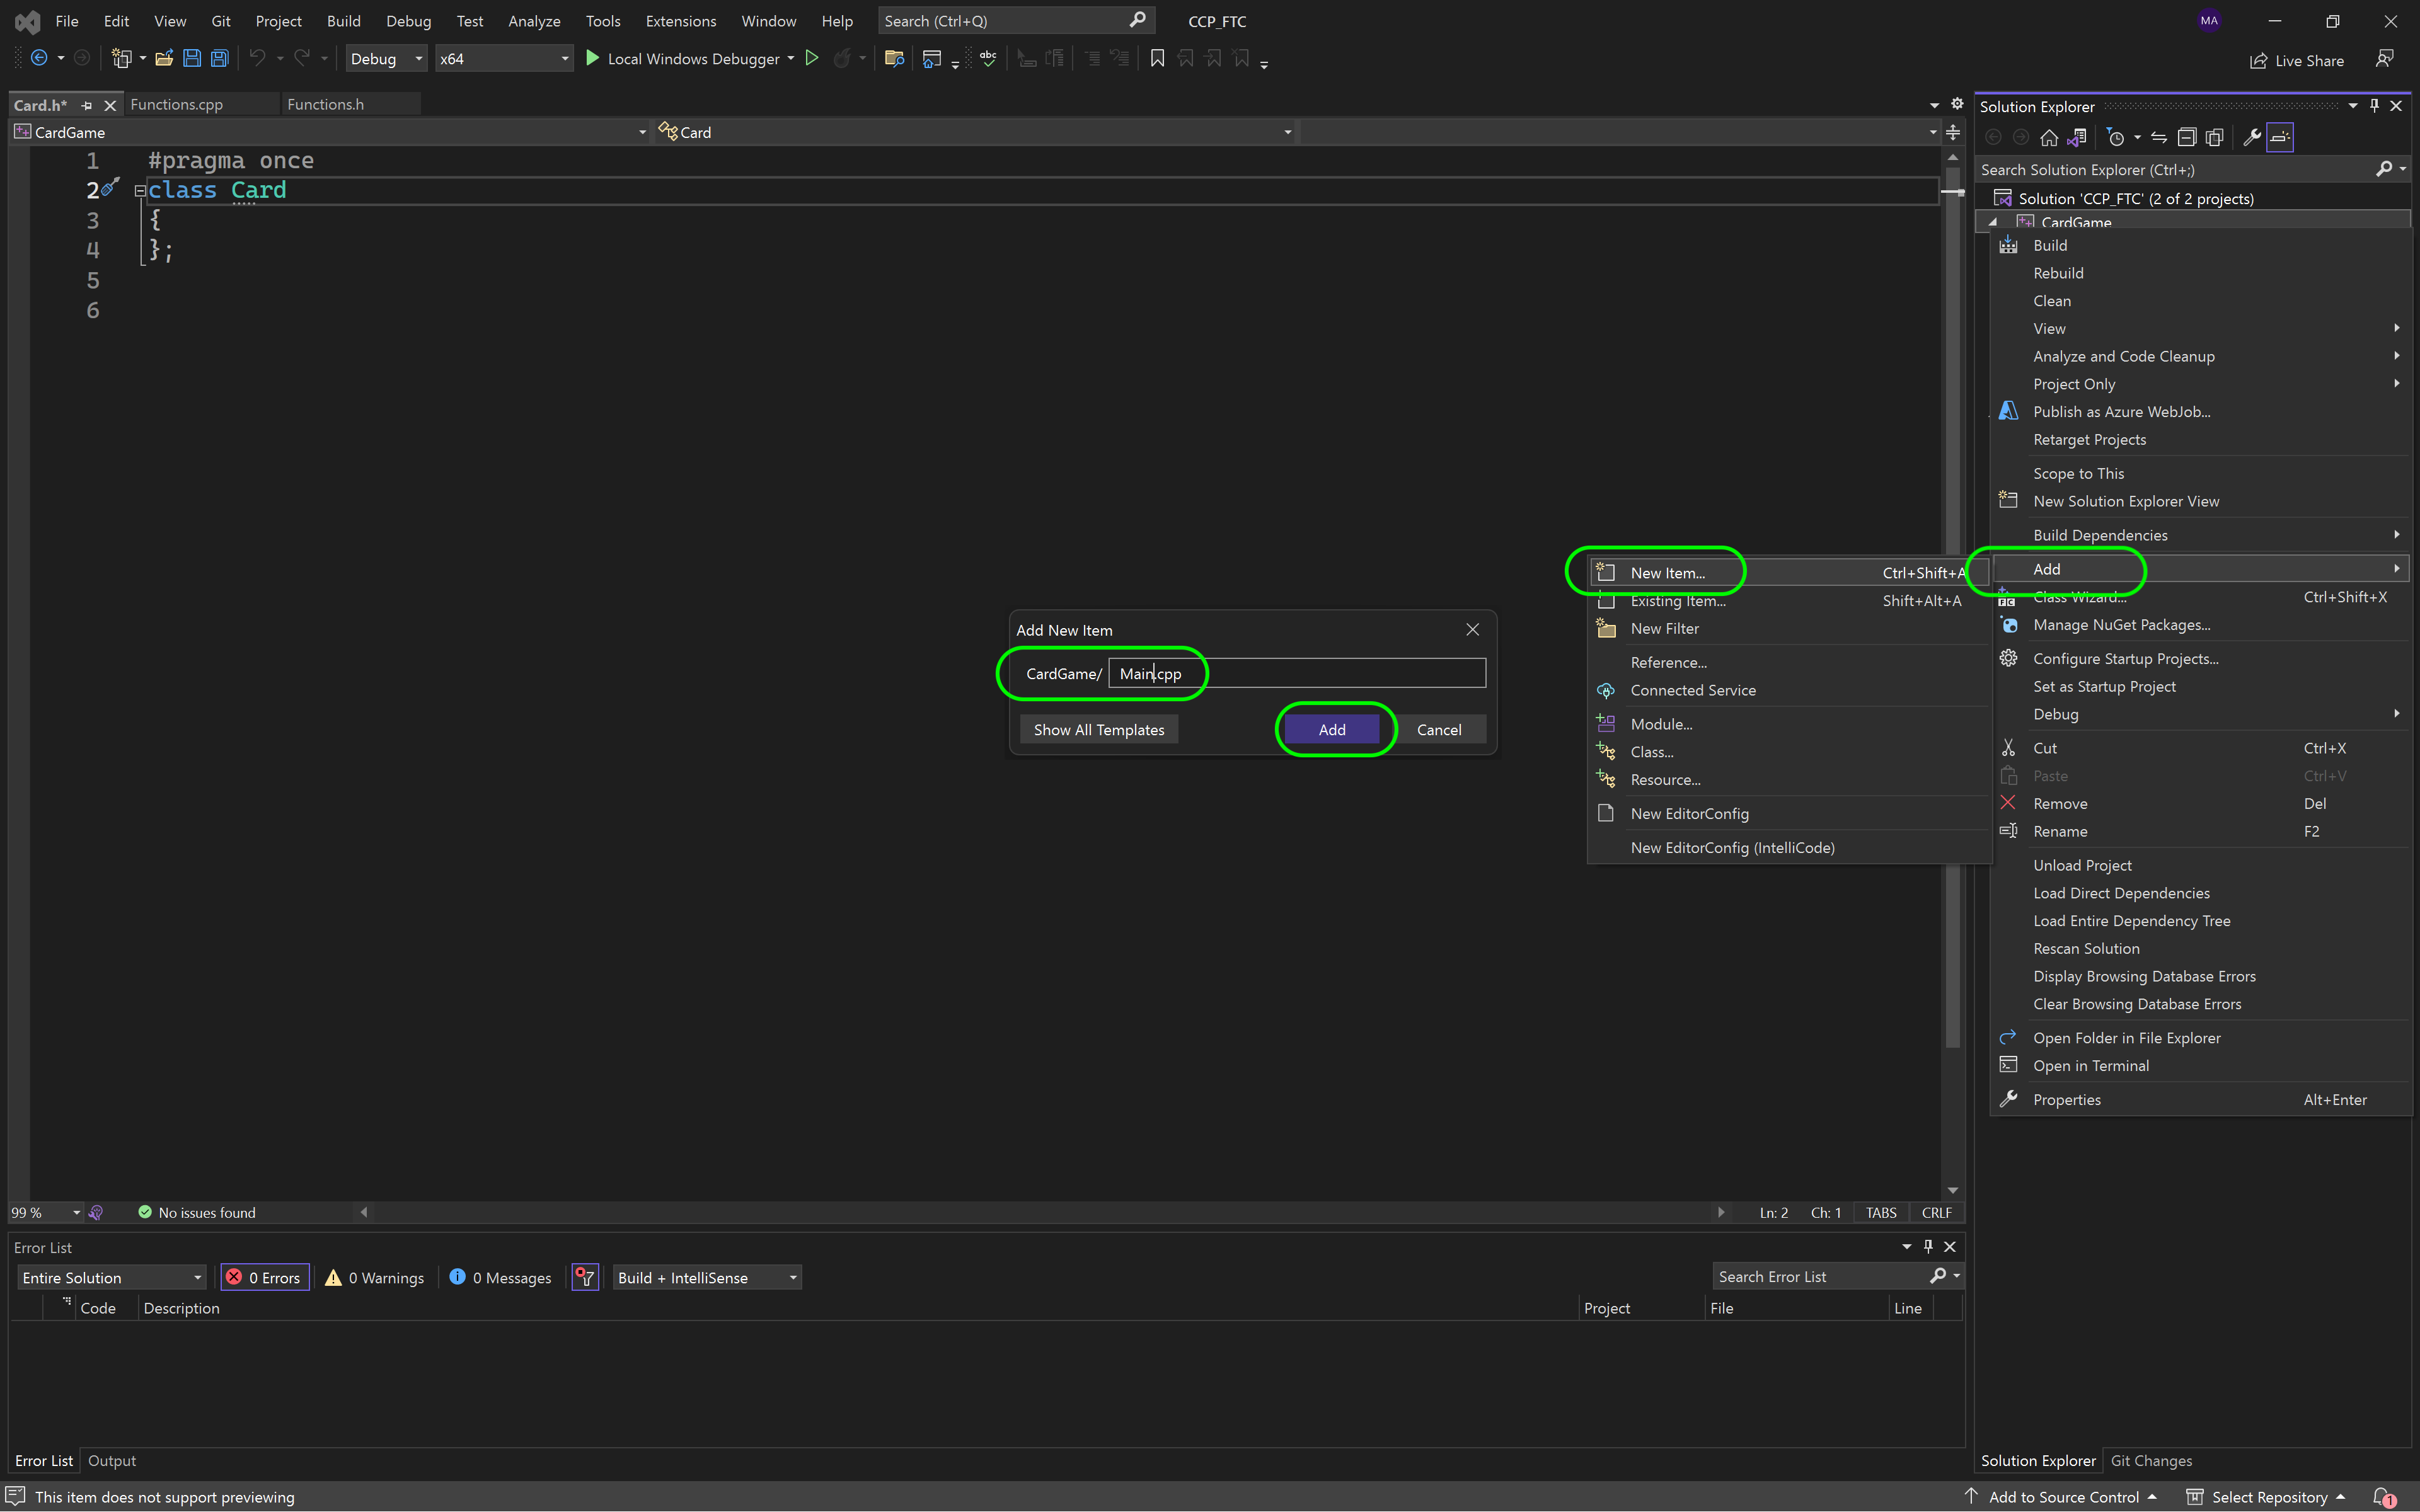 File Edit View Git Project Build Debug Test Analyze Tools Extensions Window Help Search (Ctrl+Q) CCP_FTC MA
Debug x64 Local Windows Debugger abc Live Share
Card.h* Functions.cpp Functions.h
CardGame Card
1 #pragma once
2 class Card
3 {
4 };
5
6
Solution Explorer
Search Solution Explorer (Ctrl+;)
Solution 'CCP_FTC' (2 of 2 projects)
CardGame
Build
Rebuild
Clean
View
Analyze and Code Cleanup
Project Only
Publish as Azure WebJob...
Retarget Projects
Scope to This
New Solution Explorer View
Build Dependencies
Add
Class Wizard... Ctrl+Shift+X
Manage NuGet Packages...
Configure Startup Projects...
Set as Startup Project
Debug
Cut Ctrl+X
Paste Ctrl+V
Remove Del
Rename F2
Unload Project
Load Direct Dependencies
Load Entire Dependency Tree
Rescan Solution
Display Browsing Database Errors
Clear Browsing Database Errors
Open Folder in File Explorer
Open in Terminal
Properties Alt+Enter
New Item... Ctrl+Shift+A
Existing Item... Shift+Alt+A
New Filter
Reference...
Connected Service
Module...
Class...
Resource...
New EditorConfig
New EditorConfig (IntelliCode)
Add New Item
CardGame/ Main.cpp
Show All Templates Add Cancel
99 % No issues found Ln: 2 Ch: 1 TABS CRLF
Error List
Entire Solution 0 Errors 0 Warnings 0 Messages Build + IntelliSense Search Error List
Code Description Project File Line
Error List Output Solution Explorer Git Changes
This item does not support previewing Add to Source Control Select Repository 1